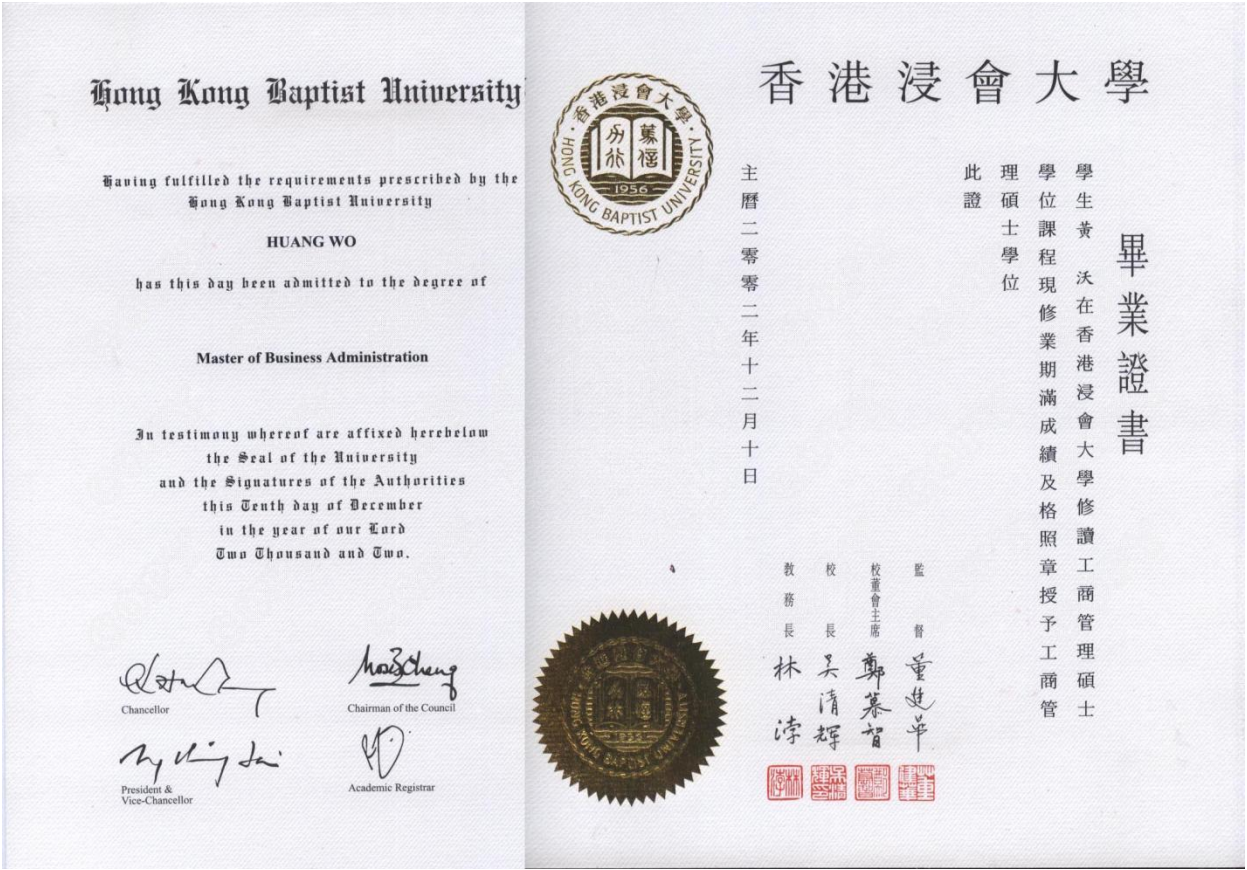 Hong Kong Baptist University
Having fulfilled the requirements prescribed by the
Hong Kong Baptist University
HUANG WO
has this day been admitted to the degree of
Master of Business Administration
In testimony whereof are affixed herebelow
the Seal of the University
and the Signatures of the Authorities
this Tenth day of December
in the year of our Lord
Two Thousand and Two.
Chancellor
Chairman of the Council
President &
Vice-Chancellor
Academic Registrar
香港浸會大學
香港浸會大學
HONG KONG BAPTIST UNIVERSITY
篤信
力行
1956
畢業證書
學生黃 沃在香港浸會大學修讀工商管理碩士
學位課程現修業期滿成績及格照章授予工商管
理碩士學位
此證
主曆二零零二年十二月十日
監督 董建華
校董會主席 鄭慕智
校長 吳清輝
教務長 林
HONG KONG BAPTIST UNIVERSITY